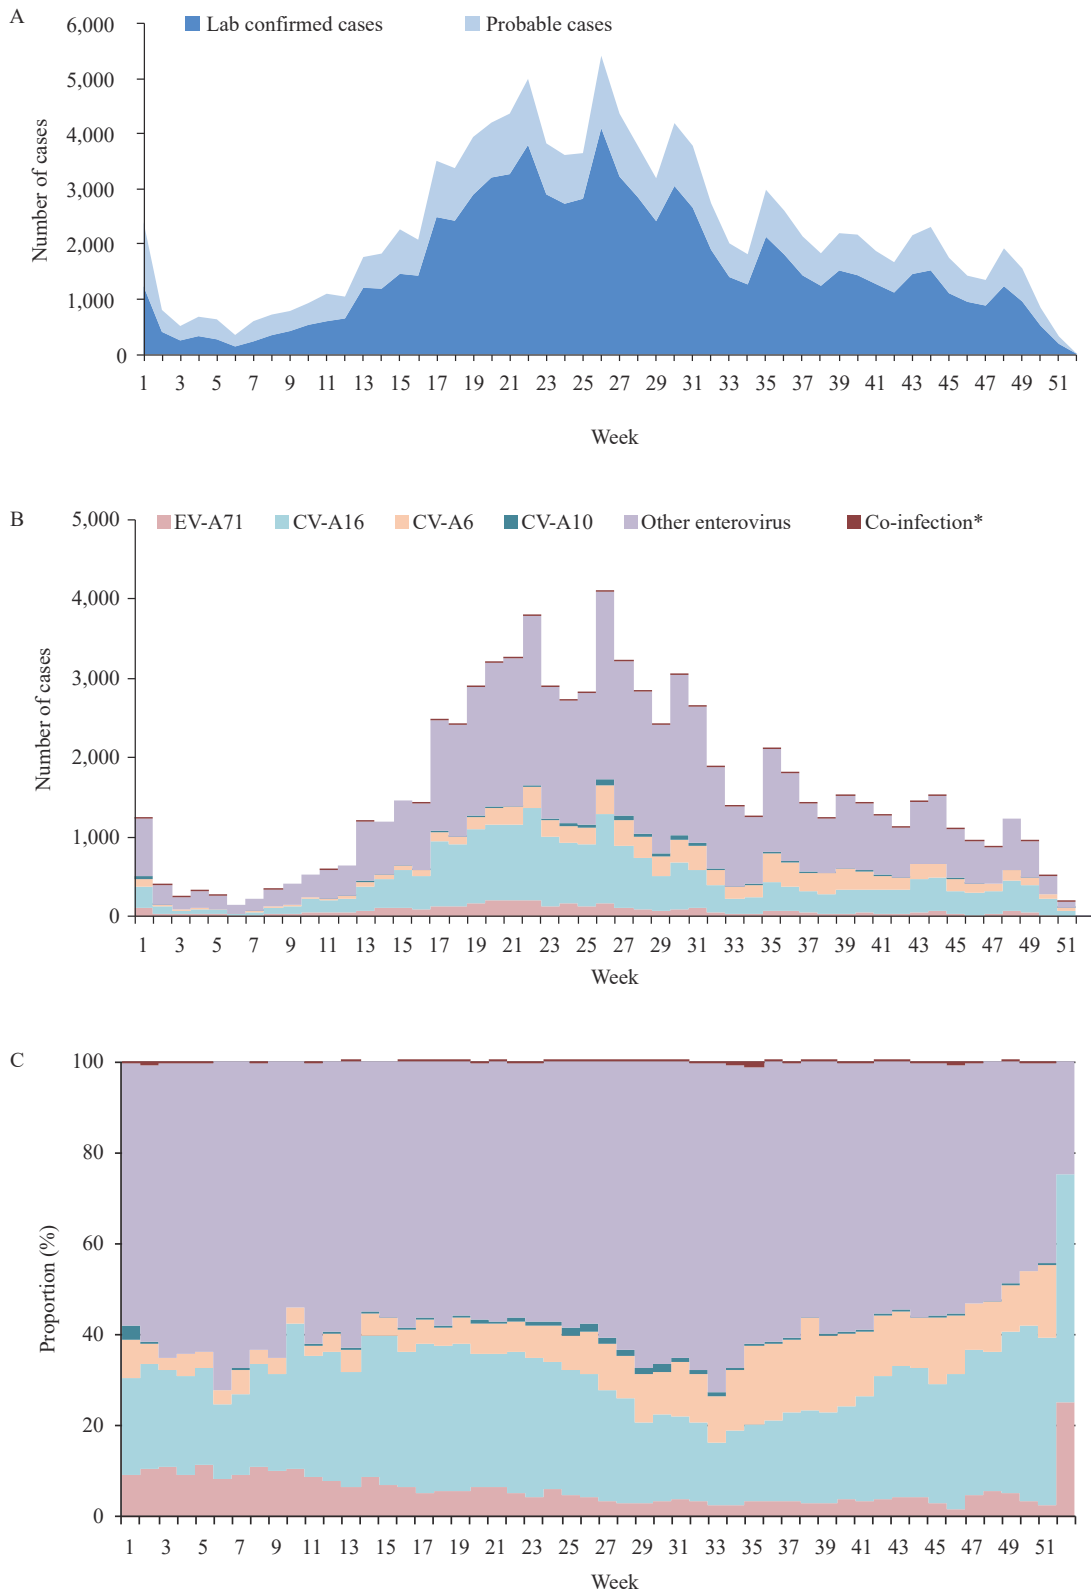 A
Lab confirmed cases
Probable cases
Number of cases
6,000
5,000
4,000
3,000
2,000
1,000
0
1 3 5 7 9 11 13 15 17 19 21 23 25 27 29 31 33 35 37 39 41 43 45 47 49 51
Week
B
EV-A71 CV-A16 CV-A6 CV-A10 Other enterovirus Co-infection*
Number of cases
5,000
4,000
3,000
2,000
1,000
0
1 3 5 7 9 11 13 15 17 19 21 23 25 27 29 31 33 35 37 39 41 43 45 47 49 51
Week
C
Proportion (%)
100
80
60
40
20
0
1 3 5 7 9 11 13 15 17 19 21 23 25 27 29 31 33 35 37 39 41 43 45 47 49 51
Week